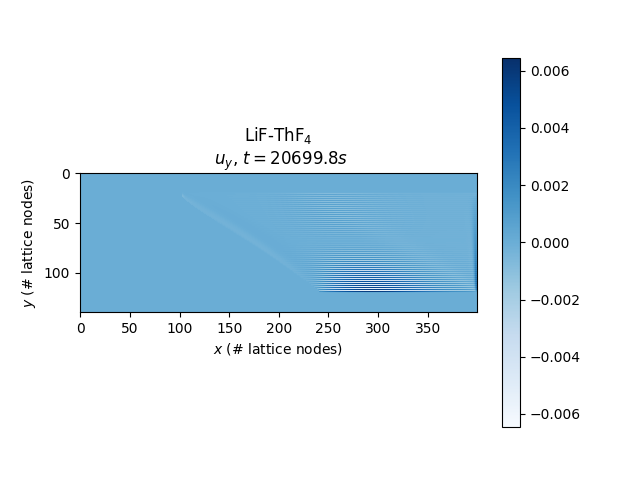 LiF-ThF₄
u_y, t = 20699.8s
0
50
100
y (# lattice nodes)
0 50 100 150 200 250 300 350
x (# lattice nodes)
0.006
0.004
0.002
0.000
−0.002
−0.004
−0.006